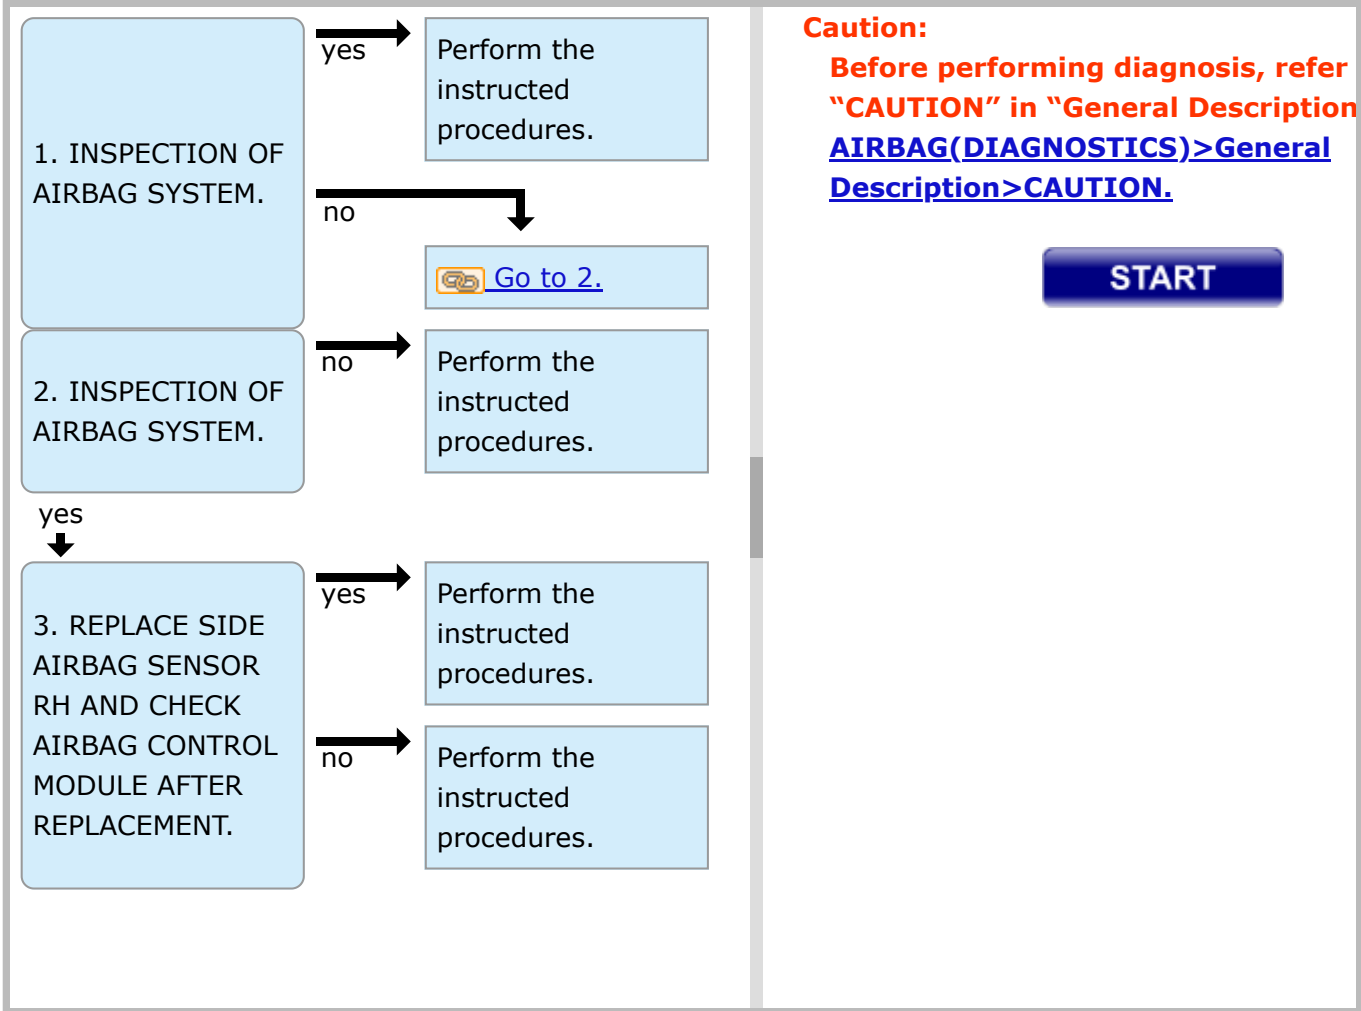 1. INSPECTION OF
AIRBAG SYSTEM.
yes
Perform the
instructed
procedures.
no
Go to 2.
2. INSPECTION OF
AIRBAG SYSTEM.
no
Perform the
instructed
procedures.
yes
3. REPLACE SIDE
AIRBAG SENSOR
RH AND CHECK
AIRBAG CONTROL
MODULE AFTER
REPLACEMENT.
yes
Perform the
instructed
procedures.
no
Perform the
instructed
procedures.
Caution:
Before performing diagnosis, refer
“CAUTION” in “General Description
AIRBAG(DIAGNOSTICS)>General
Description>CAUTION.
START